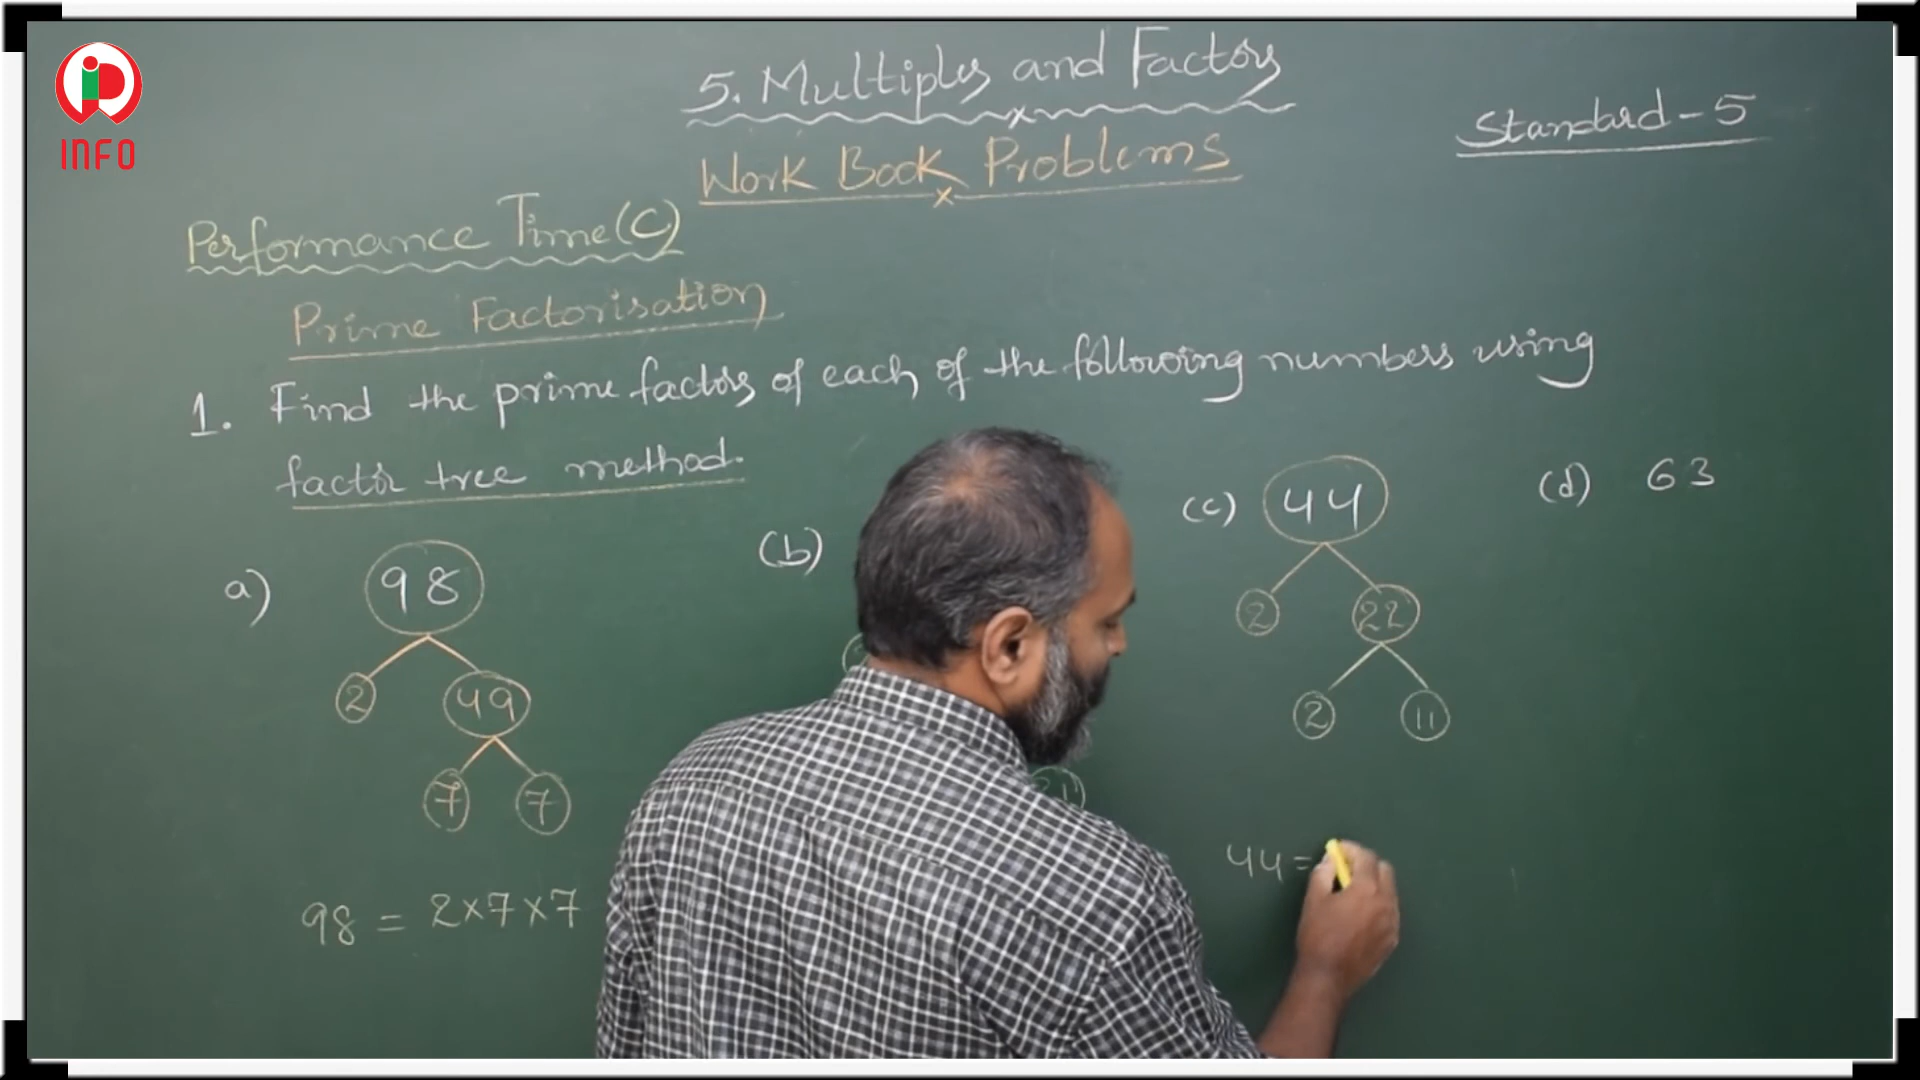 INFO
5. Multiples and Factors
Standard - 5
Work Book Problems
Performance Time (C)
Prime Factorisation
1. Find the prime factors of each of the following numbers using
factor tree method.
a) 98
2 49
7 7
98 = 2×7×7
(b)
(c) 44
2 22
2 11
44 =
(d) 63